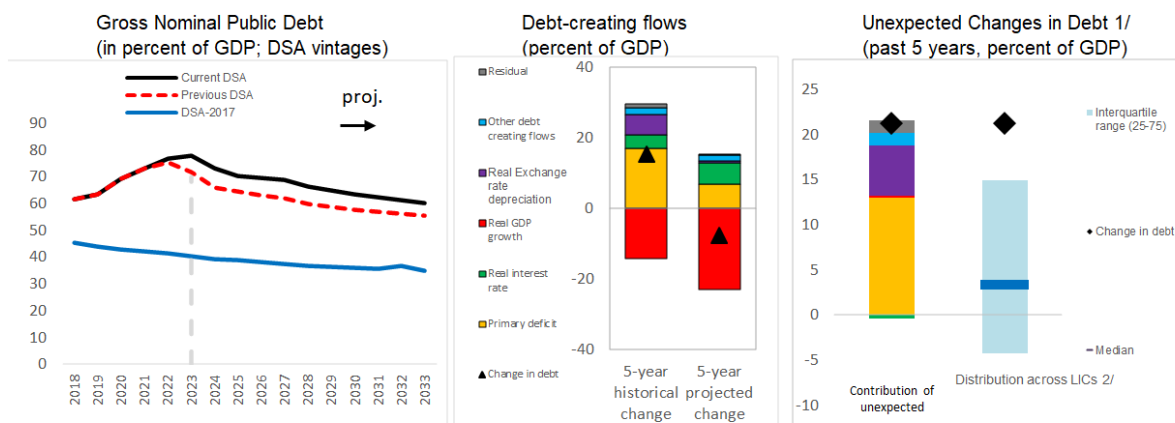 Gross Nominal Public Debt
(in percent of GDP; DSA vintages)
Current DSA
Previous DSA
DSA-2017
proj.
90
80
70
60
50
40
30
20
10
0
2018
2019
2020
2021
2022
2023
2024
2025
2026
2027
2028
2029
2030
2031
2032
2033
Debt-creating flows
(percent of GDP)
Residual
Other debt
creating flows
Real Exchange
rate
depreciation
Real GDP
growth
Real interest
rate
Primary deficit
Change in debt
40
20
0
-20
-40
5-year
historical
change
5-year
projected
change
Unexpected Changes in Debt 1/
(past 5 years, percent of GDP)
25
20
15
10
5
0
-5
-10
Interquartile
range (25-75)
Change in debt
Median
Contribution of
unexpected
Distribution across LICs 2/